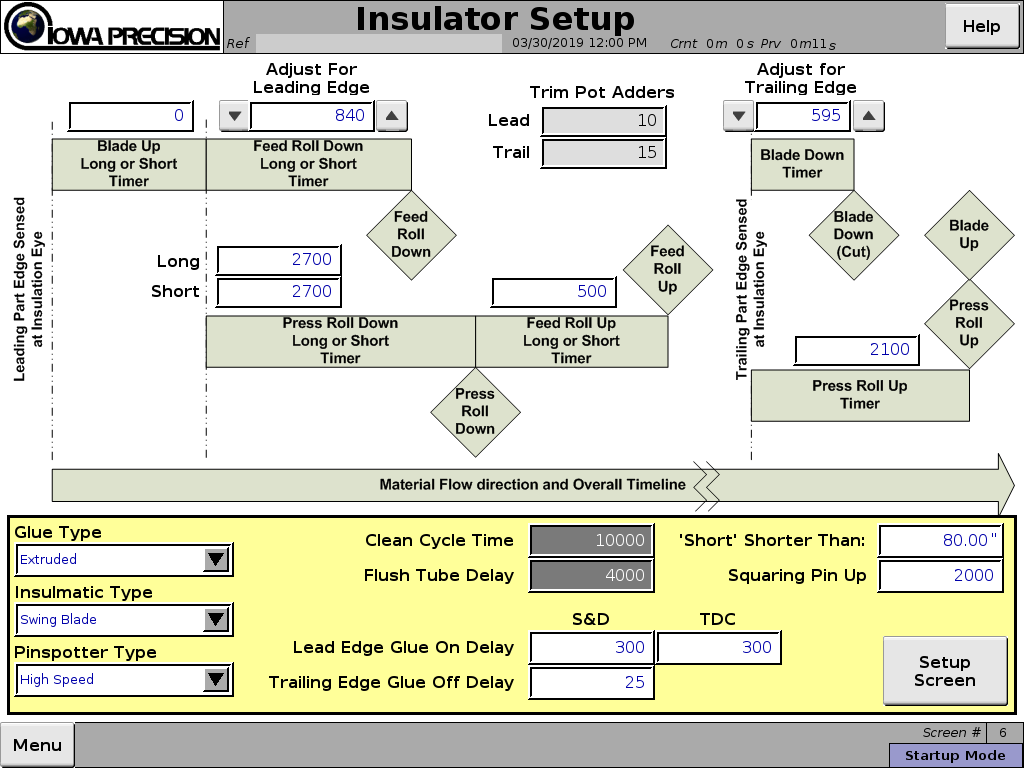 IOWA PRECISION
Insulator Setup
Ref
03/30/2019 12:00 PM
Crnt 0m 0s Prv 0m11s
Help
Adjust For
Leading Edge
0
840
Trim Pot Adders
Lead 10
Trail 15
Adjust for
Trailing Edge
595
Leading Part Edge Sensed
at Insulation Eye
Blade Up
Long or Short
Timer
Feed Roll Down
Long or Short
Timer
Feed
Roll
Down
Long 2700
Short 2700
500
Feed
Roll
Up
Press Roll Down
Long or Short
Timer
Feed Roll Up
Long or Short
Timer
Press
Roll
Down
Trailing Part Edge Sensed
at Insulation Eye
Blade Down
Timer
Blade
Down
(Cut)
Blade
Up
Press
Roll
Up
2100
Press Roll Up
Timer
Material Flow direction and Overall Timeline
Glue Type
Extruded
Insulmatic Type
Swing Blade
Pinspotter Type
High Speed
Clean Cycle Time 10000
Flush Tube Delay 4000
S&D TDC
Lead Edge Glue On Delay 300 300
Trailing Edge Glue Off Delay 25
'Short' Shorter Than: 80.00"
Squaring Pin Up 2000
Setup
Screen
Menu
Screen # 6
Startup Mode